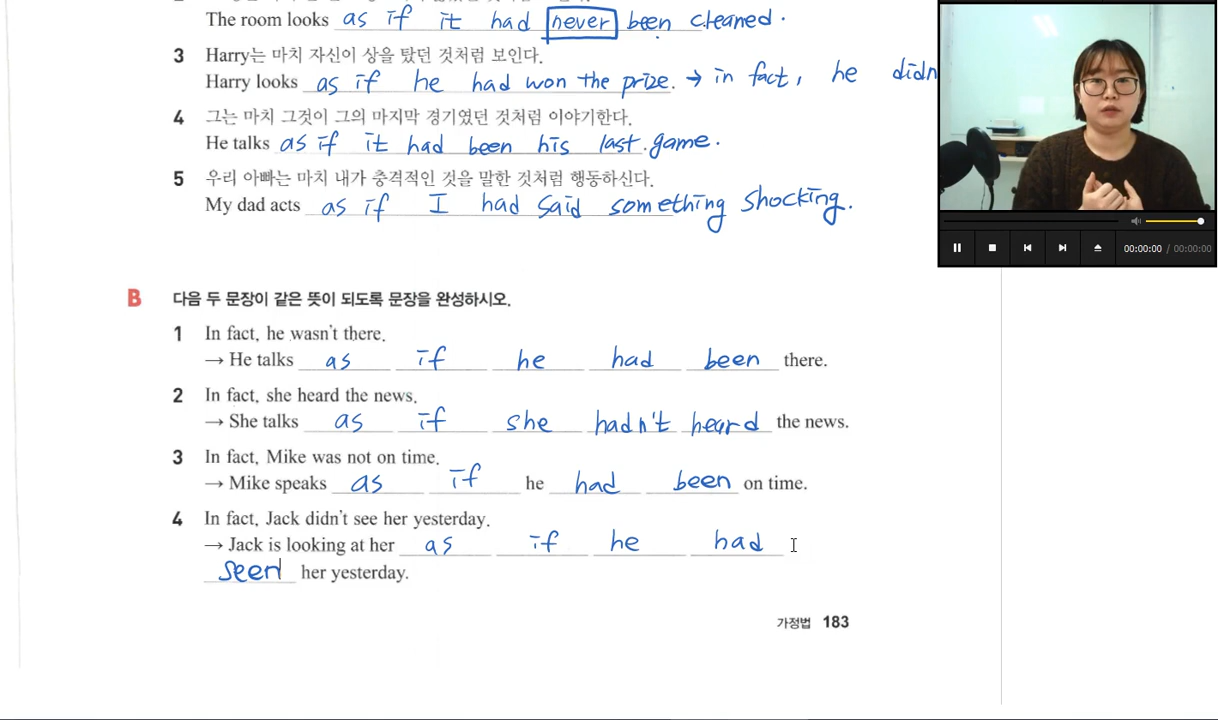 The room looks as if it had never been cleaned.
3 Harry는 마치 자신이 상을 탔던 것처럼 보인다.
Harry looks as if he had won the prize. → in fact, he didn
4 그는 마치 그것이 그의 마지막 경기였던 것처럼 이야기한다.
He talks as if it had been his last game.
5 우리 아빠는 마치 내가 충격적인 것을 말한 것처럼 행동하신다.
My dad acts as if I had said something shocking.
B 다음 두 문장이 같은 뜻이 되도록 문장을 완성하시오.
1 In fact, he wasn't there.
→ He talks as if he had been there.
2 In fact, she heard the news.
→ She talks as if she hadn't heard the news.
3 In fact, Mike was not on time.
→ Mike speaks as if he had been on time.
4 In fact, Jack didn't see her yesterday.
→ Jack is looking at her as if he had
seen her yesterday.
가정법 183
00:00:00 / 00:00:00